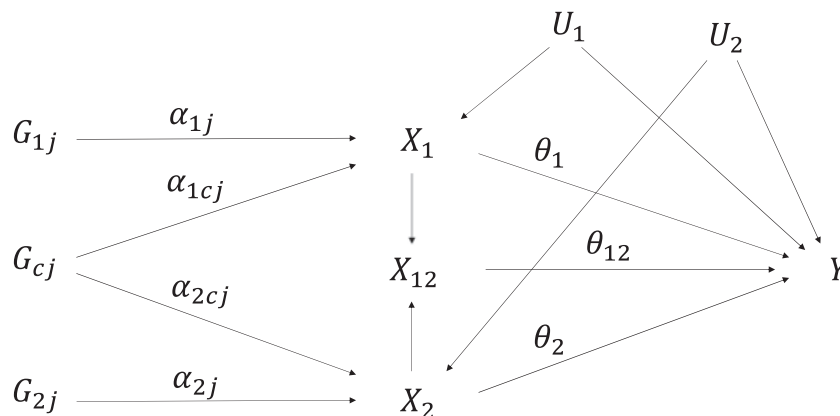 U₁
U₂
G₁ⱼ
α₁ⱼ
X₁
θ₁
α₁cⱼ
Gcⱼ
X₁₂
θ₁₂
Y
α₂cⱼ
θ₂
G₂ⱼ
α₂ⱼ
X₂